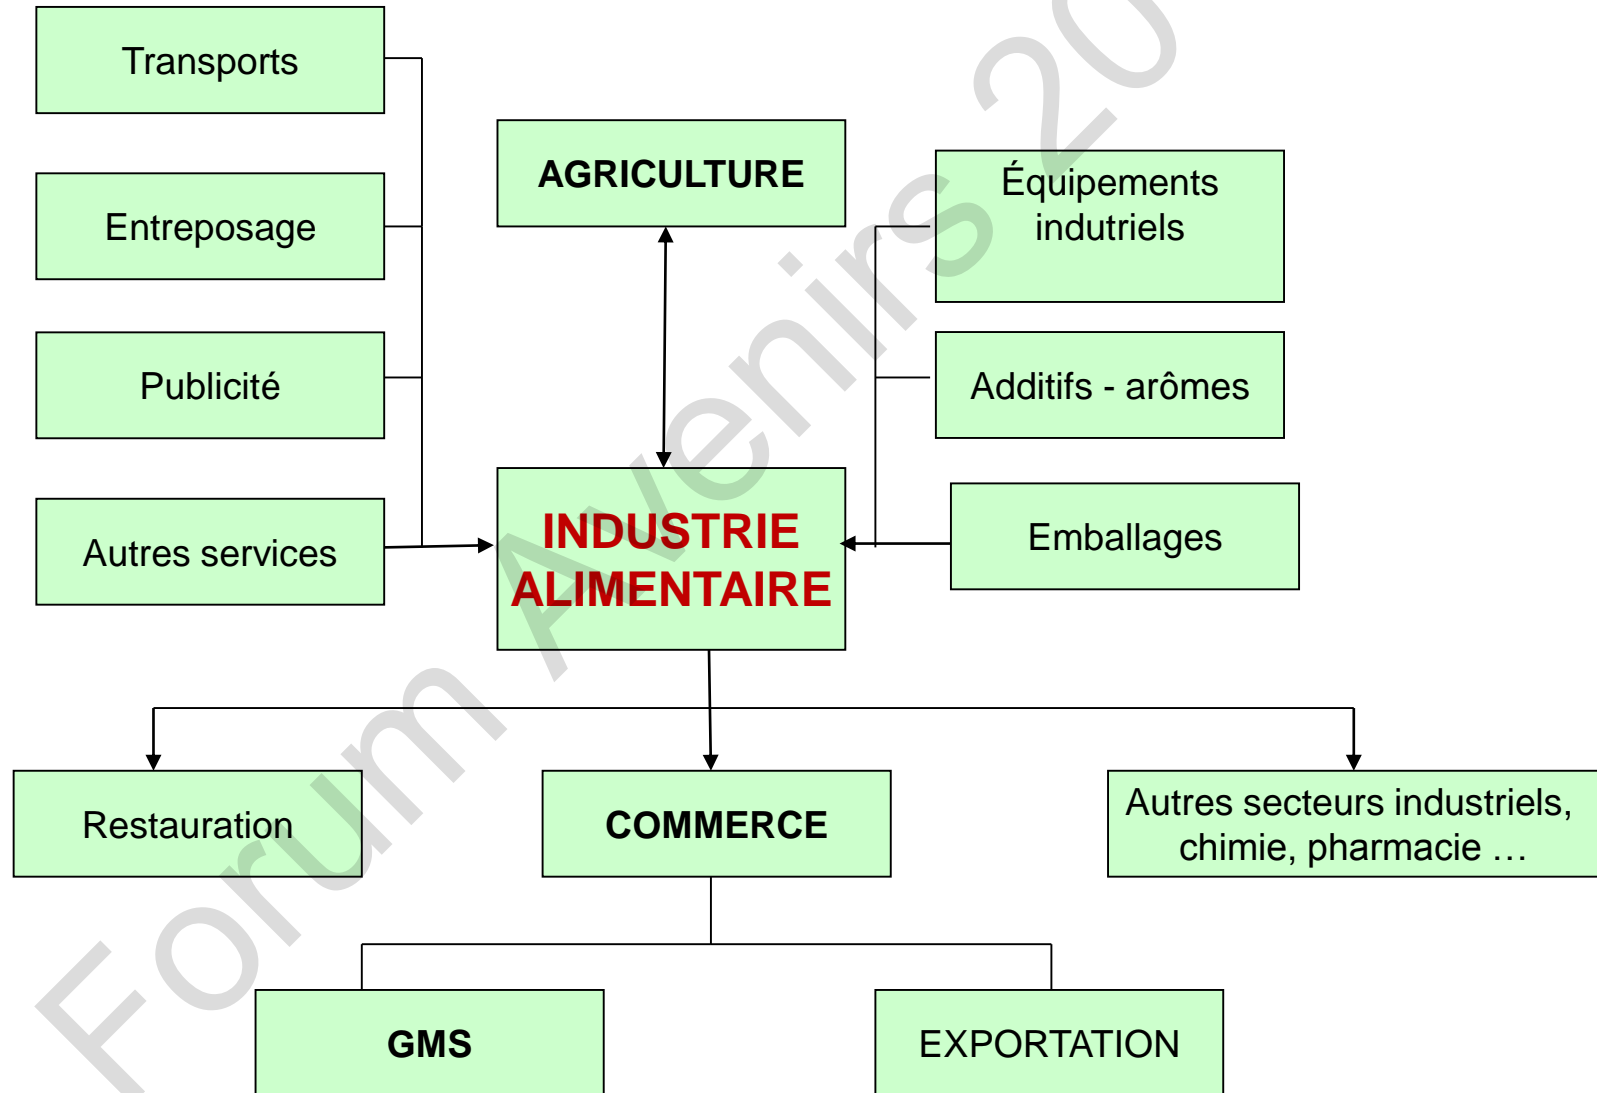 Transports
AGRICULTURE
Équipements
indutriels
Entreposage
Publicité
Additifs - arômes
Autres services
INDUSTRIE
ALIMENTAIRE
Emballages
Restauration
COMMERCE
Autres secteurs industriels,
chimie, pharmacie …
GMS
EXPORTATION
Forum Avenirs 20